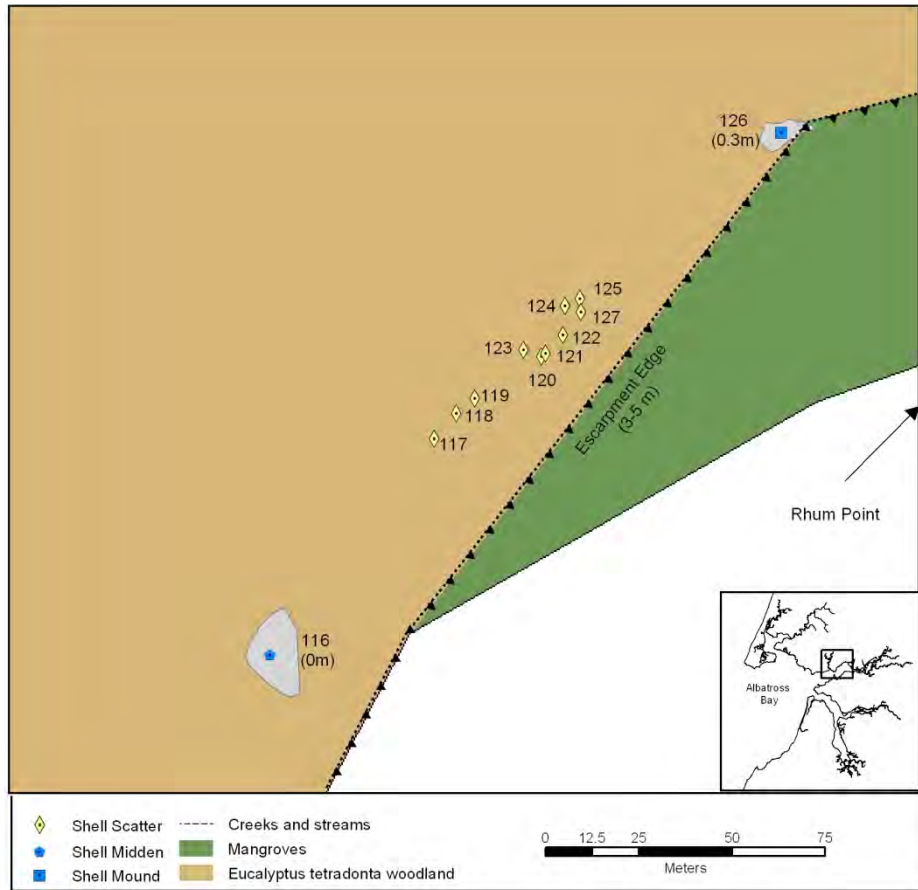 126
(0.3m)
125
124
127
122
123
121
120
119
118
117
Escarpment Edge
(3-5 m)
Rhum Point
116
(0m)
Albatross
Bay
Shell Scatter
Creeks and streams
Shell Midden
Mangroves
Shell Mound
Eucalyptus tetradonta woodland
0 12.5 25 50 75
Meters